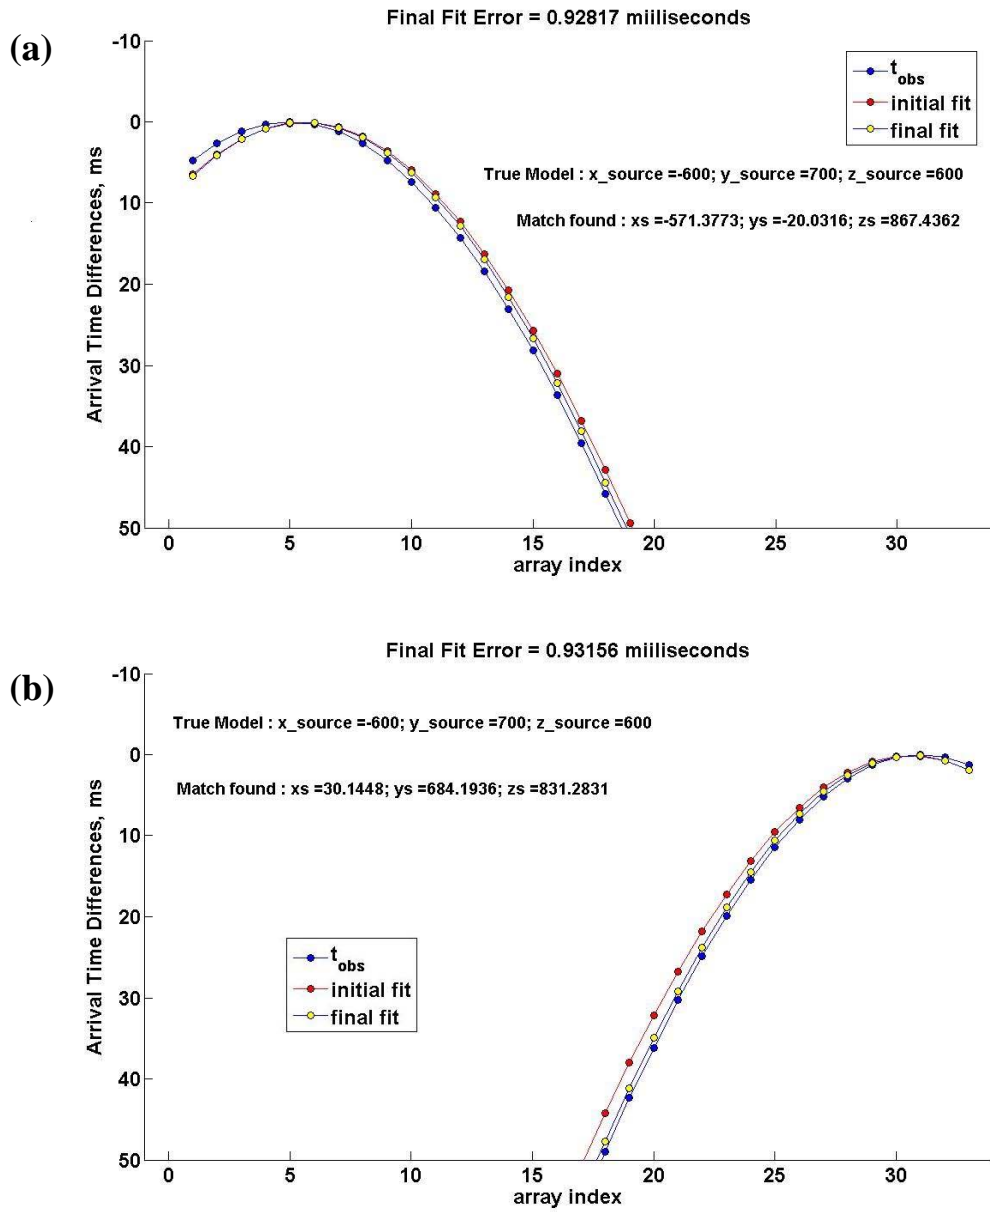 Final Fit Error = 0.92817 miilliseconds
(a)
-10
0
10
20
30
40
50
Arrival Time Differences, ms
t_obs
initial fit
final fit
True Model : x_source =-600; y_source =700; z_source =600
Match found : xs =-571.3773; ys =-20.0316; zs =867.4362
0 5 10 15 20 25 30
array index
Final Fit Error = 0.93156 miilliseconds
(b)
-10
0
10
20
30
40
50
Arrival Time Differences, ms
True Model : x_source =-600; y_source =700; z_source =600
Match found : xs =30.1448; ys =684.1936; zs =831.2831
t_obs
initial fit
final fit
0 5 10 15 20 25 30
array index